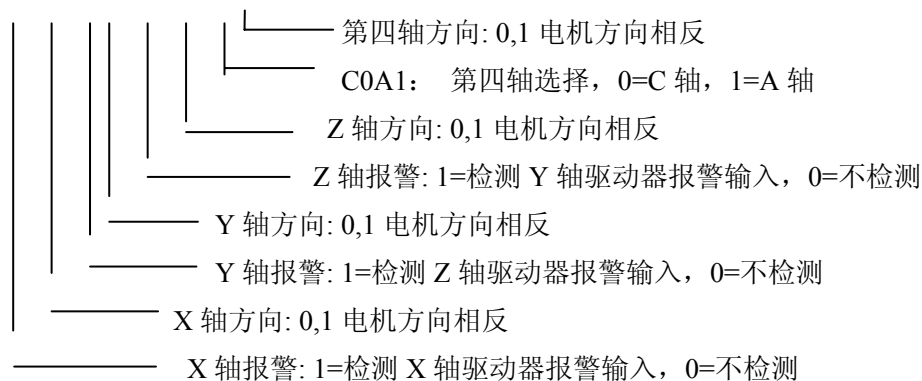 第四轴方向: 0,1 电机方向相反
C0A1： 第四轴选择，0=C 轴，1=A 轴
Z 轴方向: 0,1 电机方向相反
Z 轴报警: 1=检测 Y 轴驱动器报警输入，0=不检测
Y 轴方向: 0,1 电机方向相反
Y 轴报警: 1=检测 Z 轴驱动器报警输入，0=不检测
X 轴方向: 0,1 电机方向相反
X 轴报警: 1=检测 X 轴驱动器报警输入，0=不检测